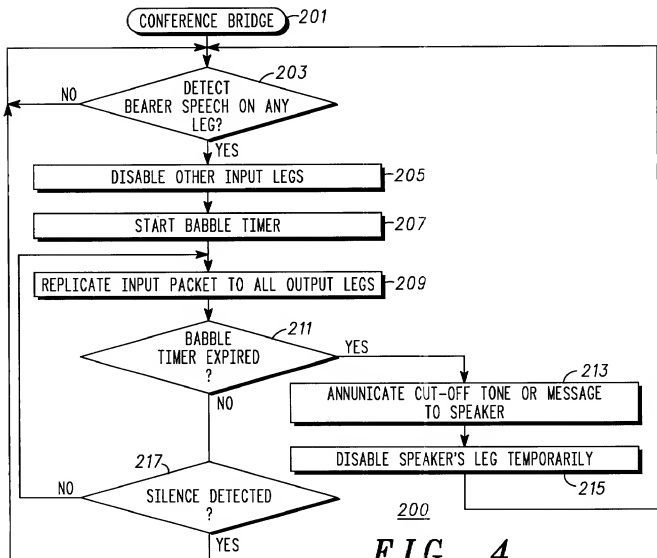 CONFERENCE BRIDGE 201
203
DETECT
BEARER SPEECH ON ANY
LEG?
NO
YES
DISABLE OTHER INPUT LEGS 205
START BABBLE TIMER 207
REPLICATE INPUT PACKET TO ALL OUTPUT LEGS 209
211
BABBLE
TIMER EXPIRED
?
YES
NO
213
ANNUNICATE CUT-OFF TONE OR MESSAGE
TO SPEAKER
DISABLE SPEAKER'S LEG TEMPORARILY
215
217
SILENCE DETECTED
?
NO
YES
200
FIG. 4